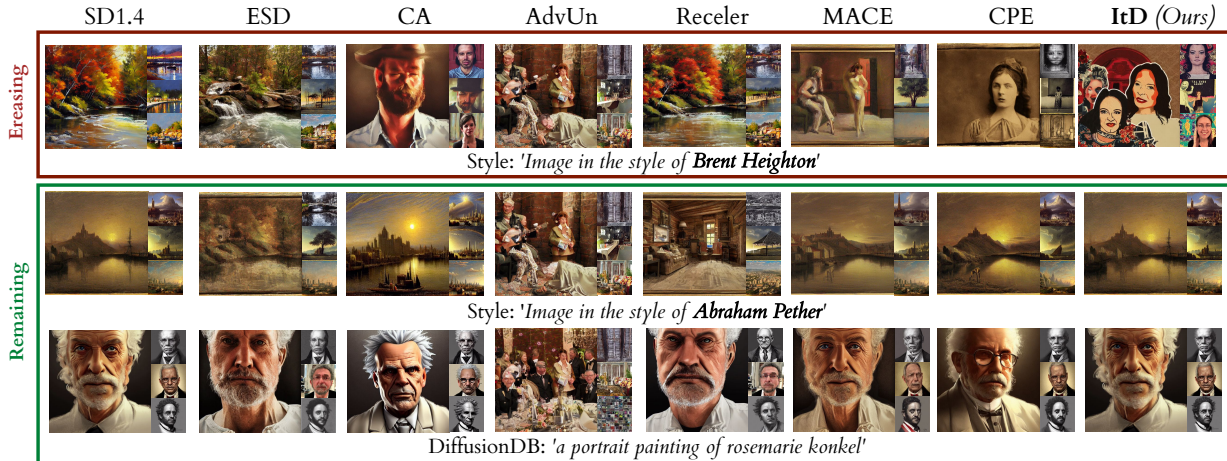 SD1.4 ESD CA AdvUn Receler MACE CPE ItD (Ours)
Ereasing
Style: 'Image in the style of Brent Heighton'
Remaining
Style: 'Image in the style of Abraham Pether'
DiffusionDB: 'a portrait painting of rosemarie konkel'